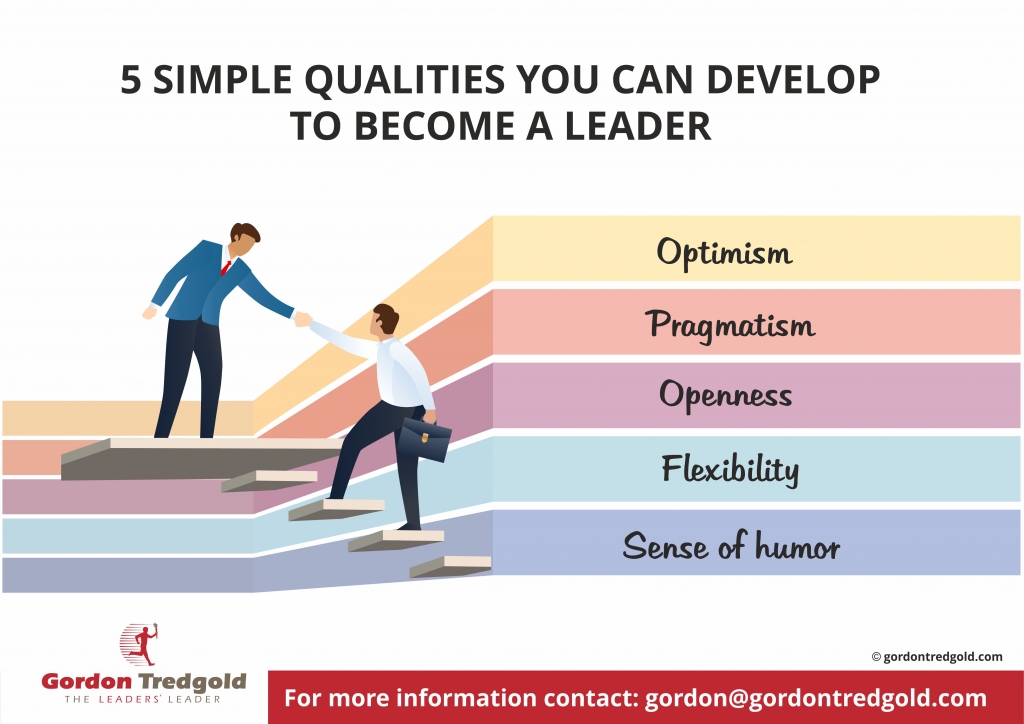 5 SIMPLE QUALITIES YOU CAN DEVELOP
TO BECOME A LEADER
Optimism
Pragmatism
Openness
Flexibility
Sense of humor
© gordontredgold.com
Gordon Tredgold
THE LEADERS' LEADER
For more information contact: gordon@gordontredgold.com